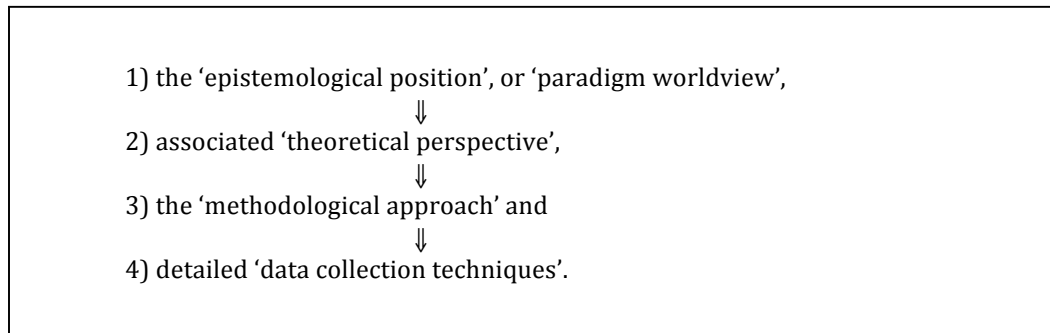 1) the ‘epistemological position’, or ‘paradigm worldview’,
⇓
2) associated ‘theoretical perspective’,
⇓
3) the ‘methodological approach’ and
⇓
4) detailed ‘data collection techniques’.